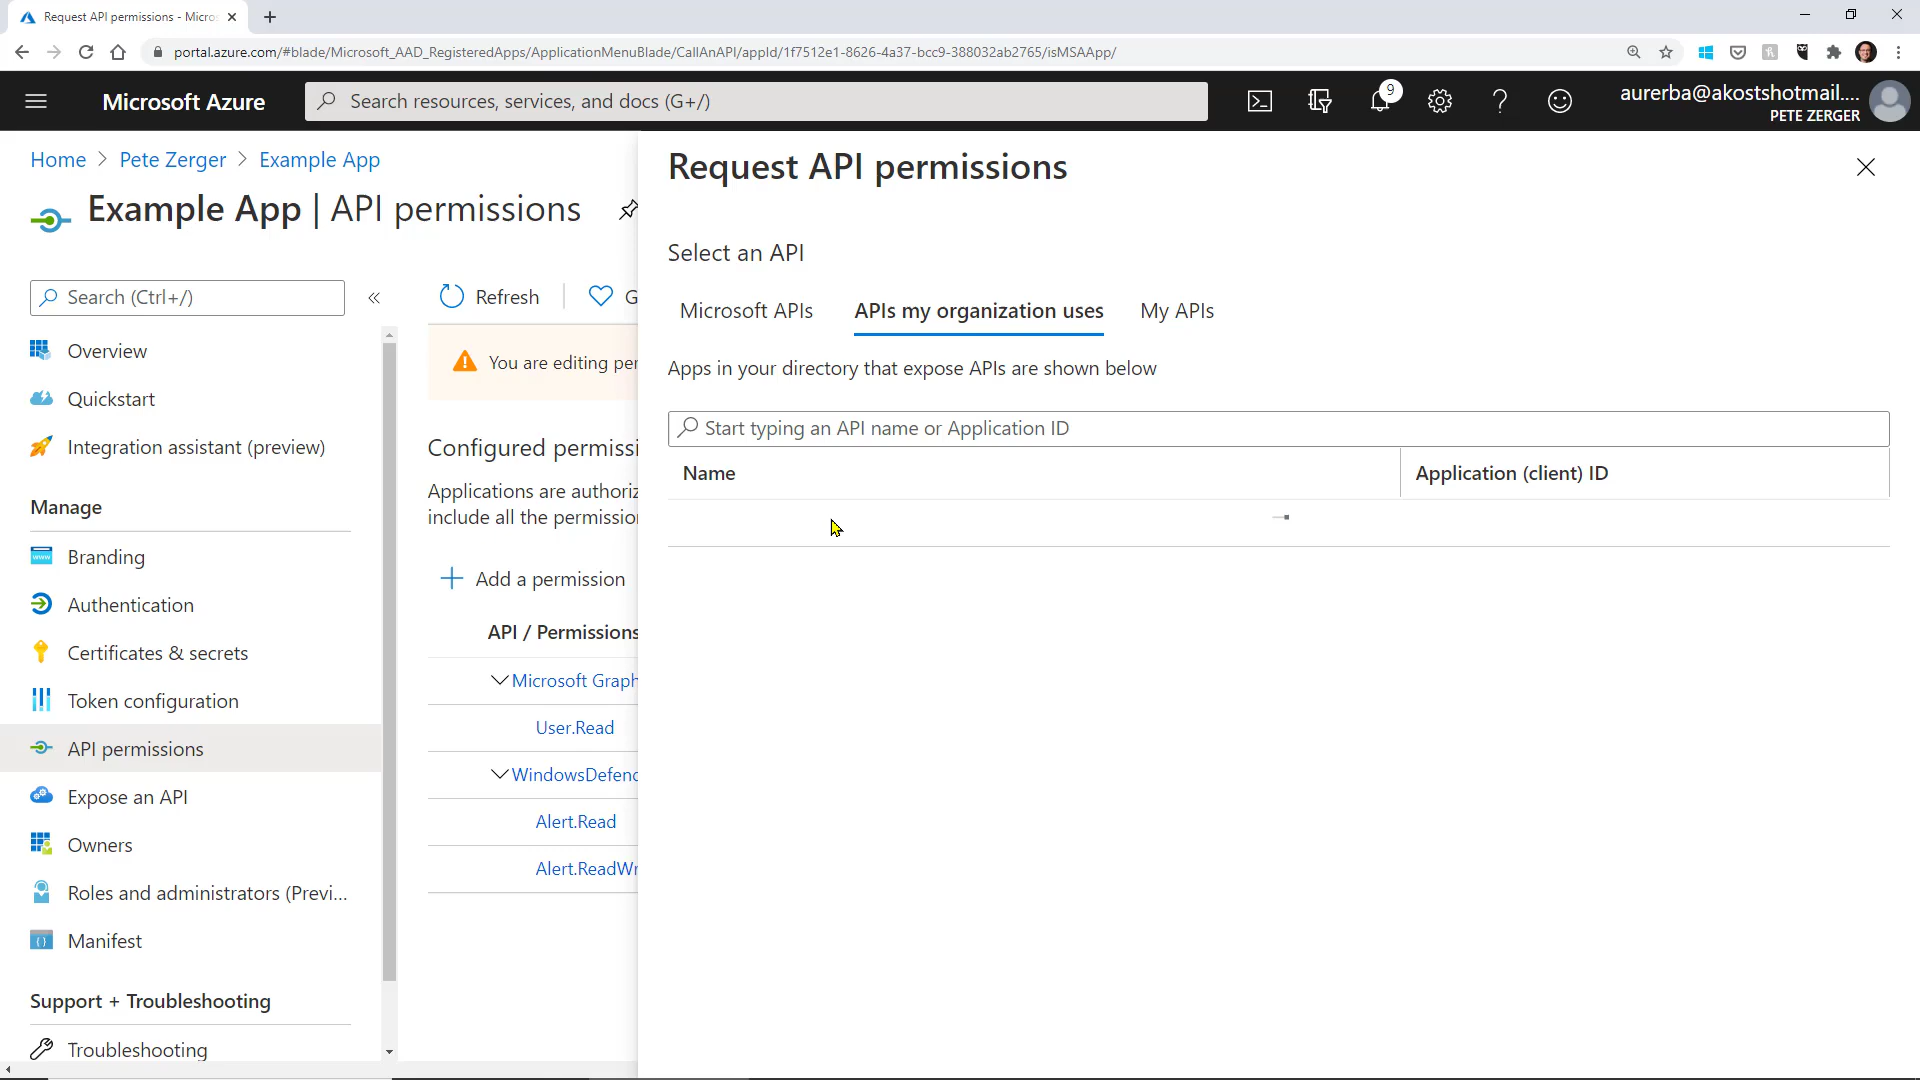 Request API permissions - Micros
portal.azure.com/#blade/Microsoft_AAD_RegisteredApps/ApplicationMenuBlade/CallAnAPI/appId/1f7512e1-8626-4a37-bcc9-388032ab2765/isMSAApp/
Microsoft Azure
Search resources, services, and docs (G+/)
9
aurerba@akostshotmail....
PETE ZERGER
Home > Pete Zerger > Example App
Example App | API permissions
Search (Ctrl+/)
«
Overview
Quickstart
Integration assistant (preview)
Manage
Branding
Authentication
Certificates & secrets
Token configuration
API permissions
Expose an API
Owners
Roles and administrators (Previ...
Manifest
Support + Troubleshooting
Troubleshooting
Refresh
G
You are editing per
Configured permissi
Applications are authoriz
include all the permission
Add a permission
API / Permissions
Microsoft Graph
User.Read
WindowsDefend
Alert.Read
Alert.ReadWr
Request API permissions
Select an API
Microsoft APIs
APIs my organization uses
My APIs
Apps in your directory that expose APIs are shown below
Start typing an API name or Application ID
Name
Application (client) ID